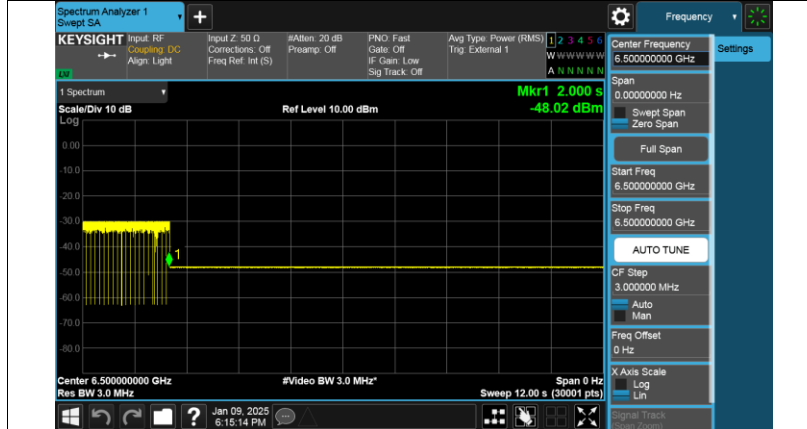 Spectrum Analyzer 1
Swept SA
+
Frequency
KEYSIGHT
Input: RF
Coupling: DC
Align: Light
Input Z: 50 Ω
Corrections: Off
Freq Ref: Int (S)
#Atten: 20 dB
Preamp: Off
PNO: Fast
Gate: Off
IF Gain: Low
Sig Track: Off
Avg Type: Power (RMS)
Trig: External 1
1 2 3 4 5 6
W W W W W W
A N N N N N
LXI
Center Frequency
6.500000000 GHz
Settings
Span
0.00000000 Hz
Swept Span
Zero Span
Full Span
Start Freq
6.500000000 GHz
Stop Freq
6.500000000 GHz
AUTO TUNE
CF Step
3.000000 MHz
Auto
Man
Freq Offset
0 Hz
X Axis Scale
Log
Lin
Signal Track
(Span Zoom)
1 Spectrum
Scale/Div 10 dB
Log
Ref Level 10.00 dBm
Mkr1 2.000 s
-48.02 dBm
0.00
-10.0
-20.0
-30.0
-40.0
-50.0
-60.0
-70.0
-80.0
1
Center 6.500000000 GHz
Res BW 3.0 MHz
#Video BW 3.0 MHz*
Span 0 Hz
Sweep 12.00 s (30001 pts)
?
Jan 09, 2025
6:15:14 PM